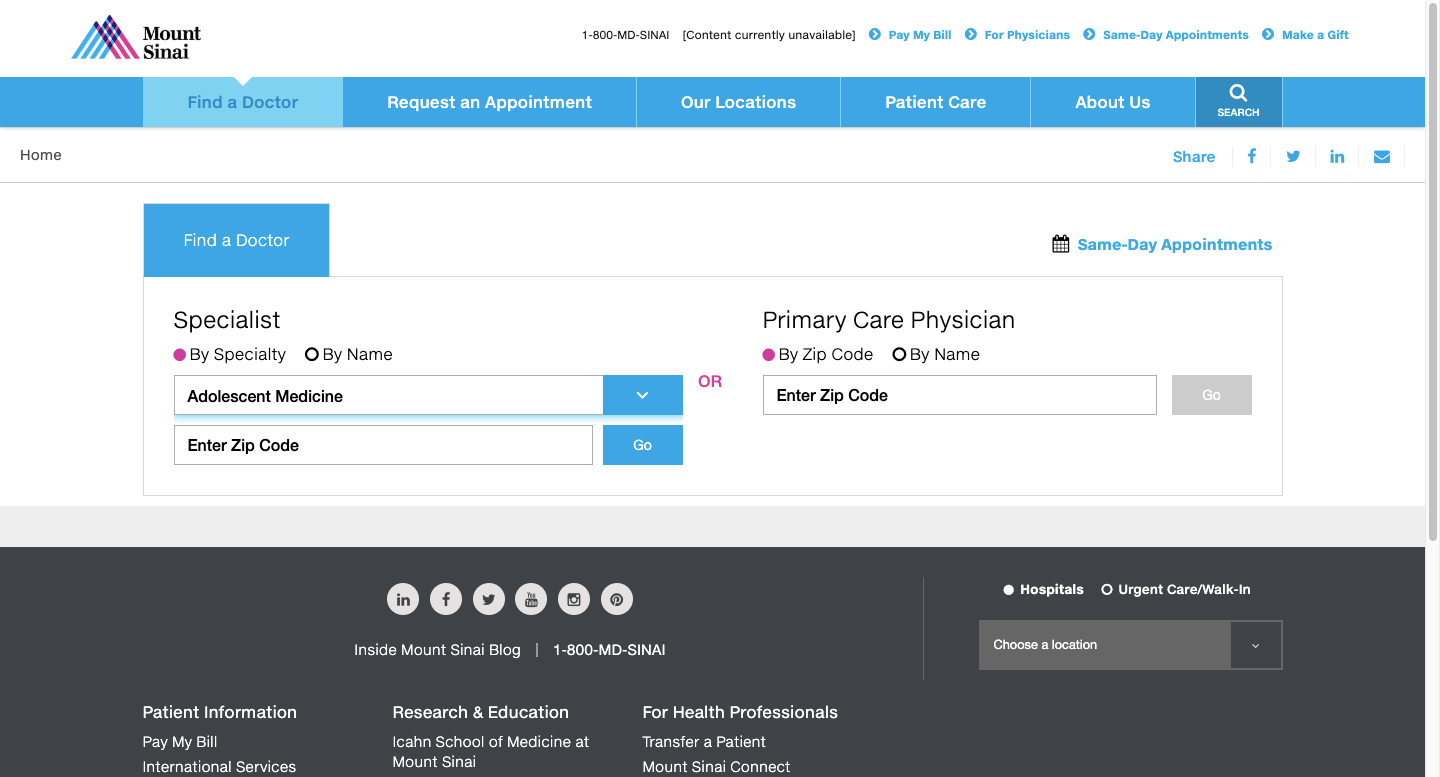 Mount
Sinai
1-800-MD-SINAI [Content currently unavailable] Pay My Bill For Physicians Same-Day Appointments Make a Gift
Find a Doctor Request an Appointment Our Locations Patient Care About Us SEARCH
Home
Share
Find a Doctor
Same-Day Appointments
Specialist
By Specialty By Name
Adolescent Medicine
Enter Zip Code Go
OR
Primary Care Physician
By Zip Code By Name
Enter Zip Code Go
Hospitals Urgent Care/Walk-In
Choose a location
Inside Mount Sinai Blog | 1-800-MD-SINAI
Patient Information
Pay My Bill
International Services
Research & Education
Icahn School of Medicine at
Mount Sinai
For Health Professionals
Transfer a Patient
Mount Sinai Connect